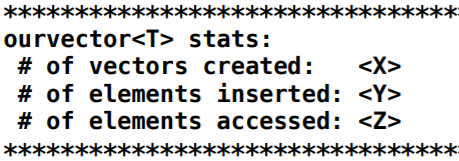 *********************************
ourvector<T> stats:
 # of vectors created:   <X>
 # of elements inserted: <Y>
 # of elements accessed: <Z>
*********************************